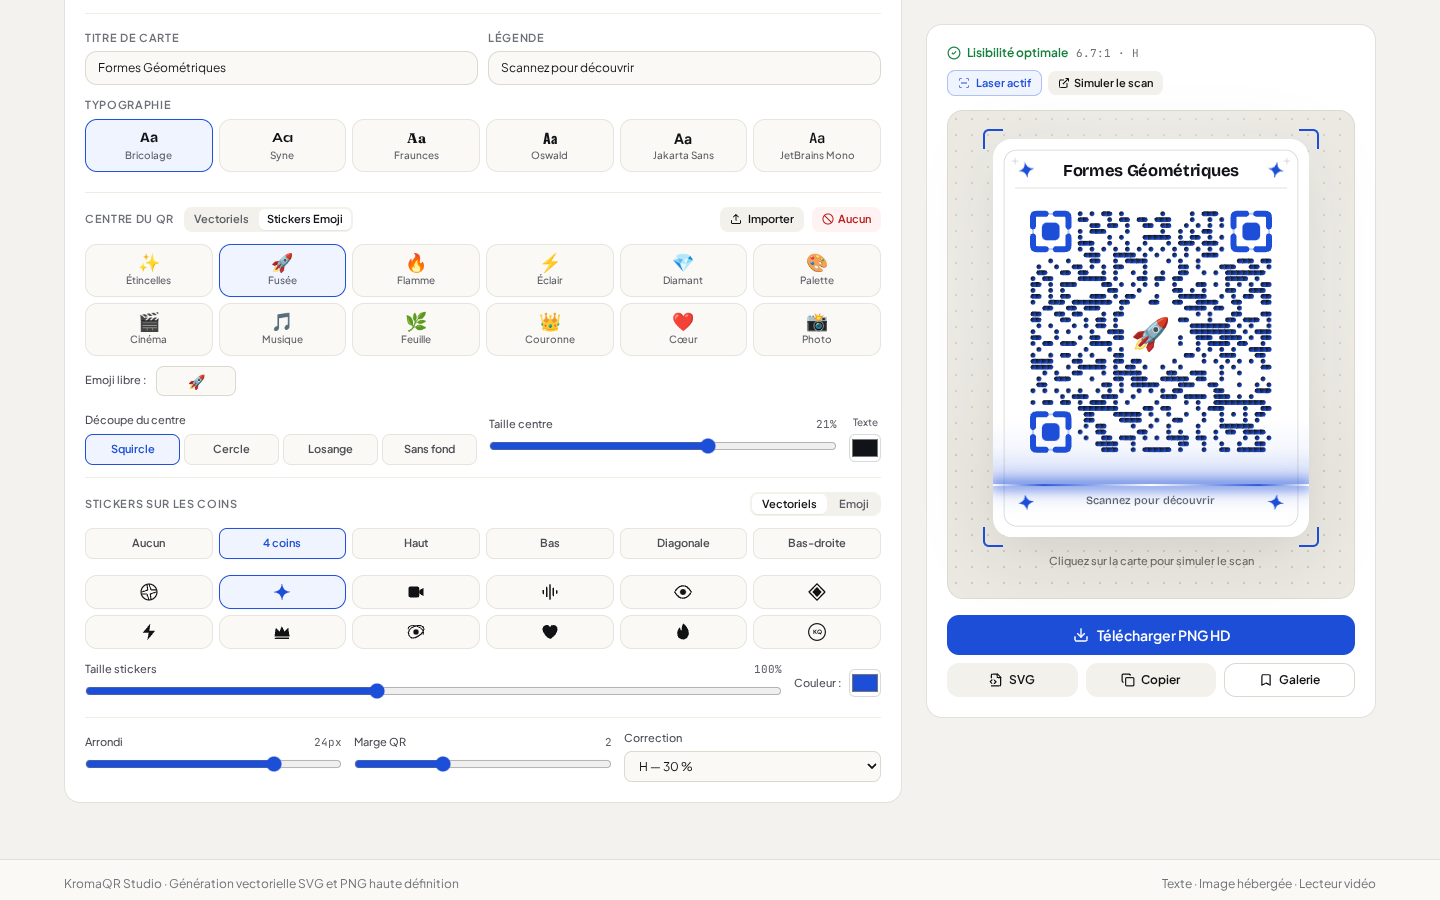 TITRE DE CARTE
LÉGENDE
Formes Géométriques
Scannez pour découvrir
TYPOGRAPHIE
Aa
Bricolage
Aa
Syne
Aa
Fraunces
Aa
Oswald
Aa
Jakarta Sans
Aa
JetBrains Mono
CENTRE DU QR
Vectoriels
Stickers Emoji
Importer
Aucun
Étincelles
Fusée
Flamme
Éclair
Diamant
Palette
Cinéma
Musique
Feuille
Couronne
Cœur
Photo
Emoji libre :
Découpe du centre
Squircle
Cercle
Losange
Sans fond
Taille centre
21%
Texte
STICKERS SUR LES COINS
Vectoriels
Emoji
Aucun
4 coins
Haut
Bas
Diagonale
Bas-droite
KQ
Taille stickers
100%
Couleur :
Arrondi
24px
Marge QR
2
Correction
H — 30 %
Lisibilité optimale 6.7:1 · H
Laser actif
Simuler le scan
Formes Géométriques
Scannez pour découvrir
Cliquez sur la carte pour simuler le scan
Télécharger PNG HD
SVG
Copier
Galerie
KromaQR Studio · Génération vectorielle SVG et PNG haute définition
Texte · Image hébergée · Lecteur vidéo